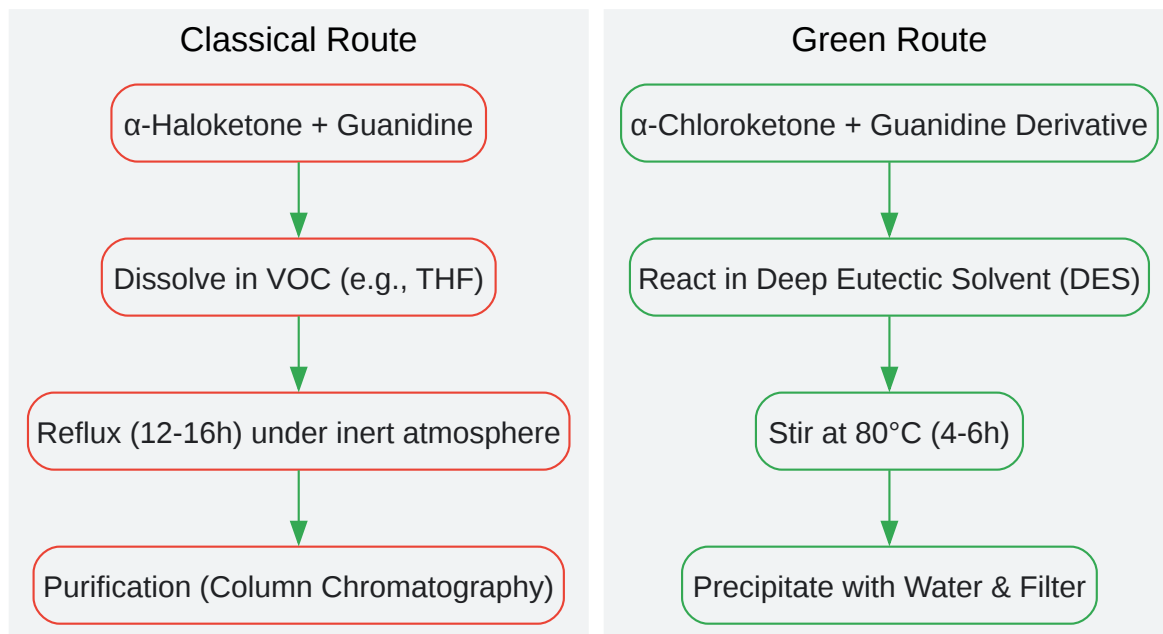 Classical Route
α-Haloketone + Guanidine
Dissolve in VOC (e.g., THF)
Reflux (12-16h) under inert atmosphere
Purification (Column Chromatography)
Green Route
α-Chloroketone + Guanidine Derivative
React in Deep Eutectic Solvent (DES)
Stir at 80°C (4-6h)
Precipitate with Water & Filter